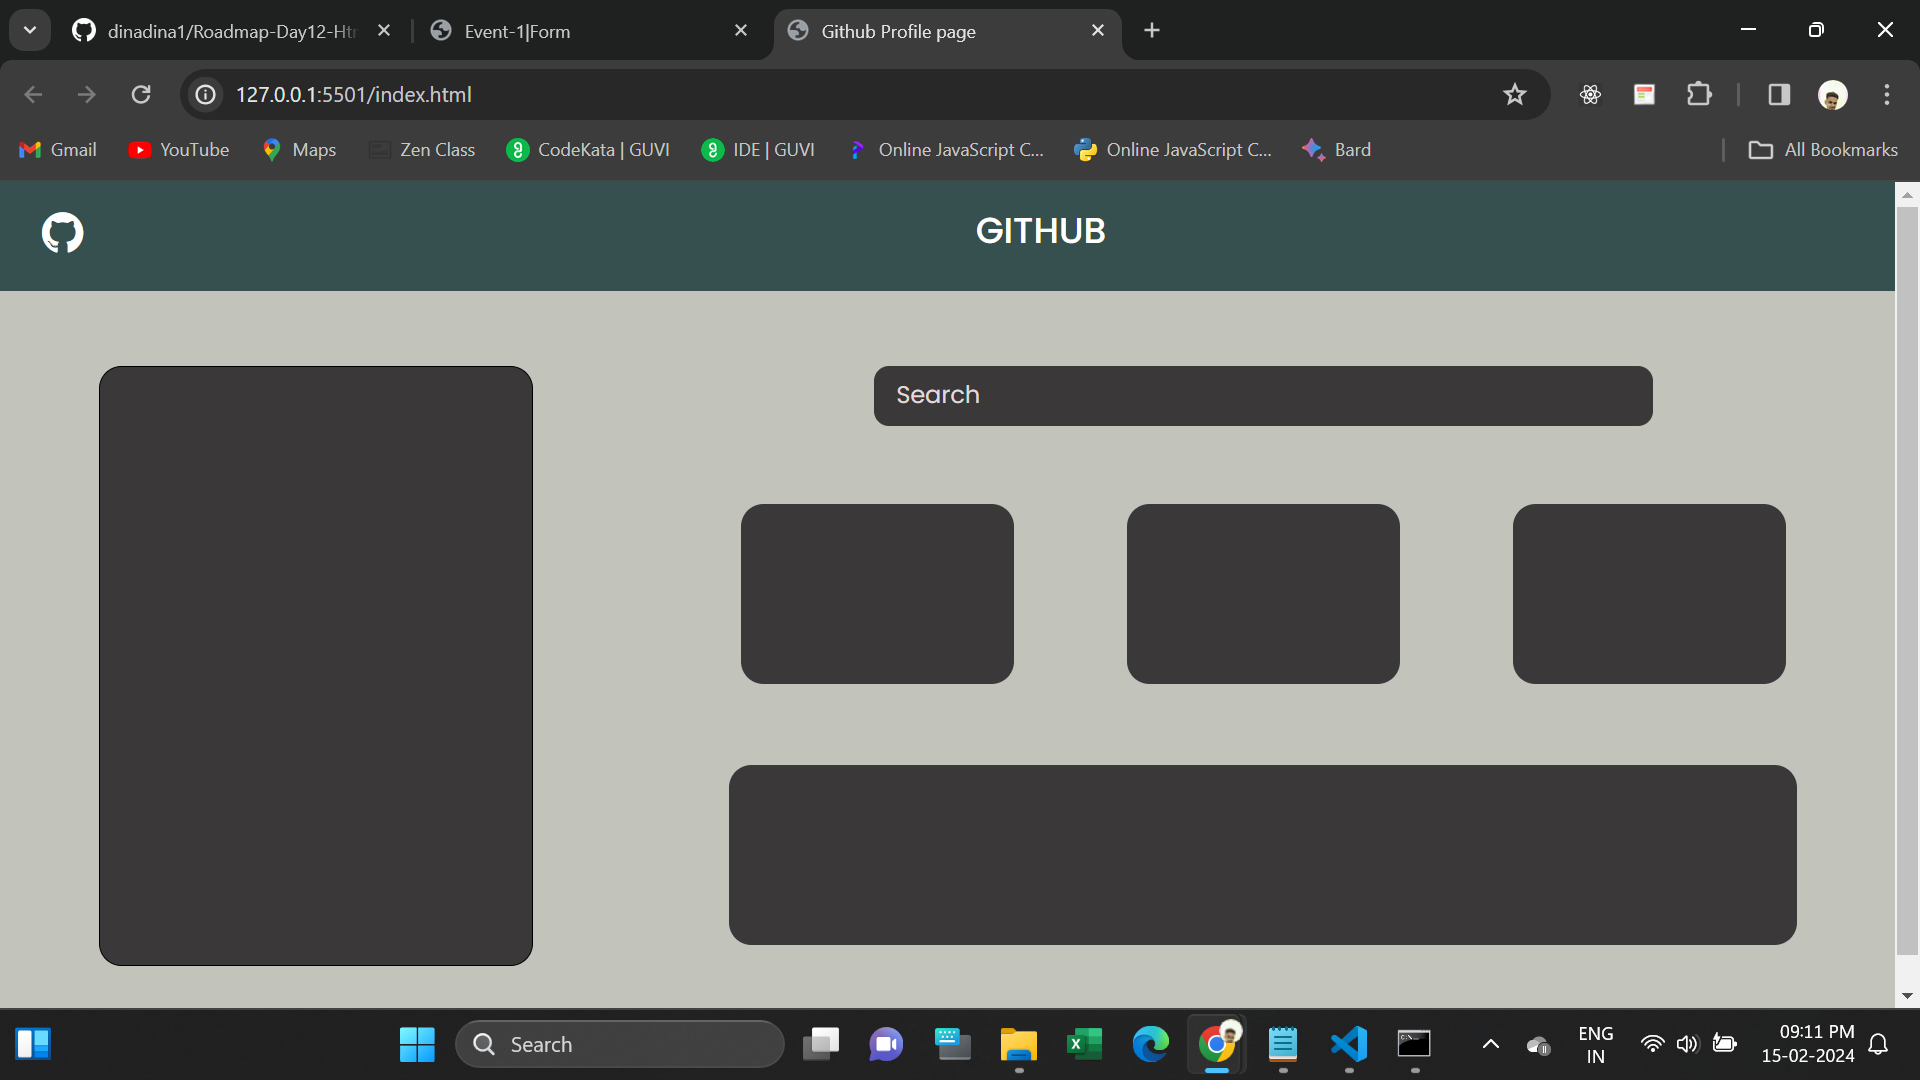 dinadina1/Roadmap-Day12-Htm
Event-1|Form
Github Profile page
127.0.0.1:5501/index.html
Gmail
YouTube
Maps
Zen Class
CodeKata | GUVI
IDE | GUVI
Online JavaScript C...
Online JavaScript C...
Bard
All Bookmarks
GITHUB
Search
Search
ENG
IN
09:11 PM
15-02-2024